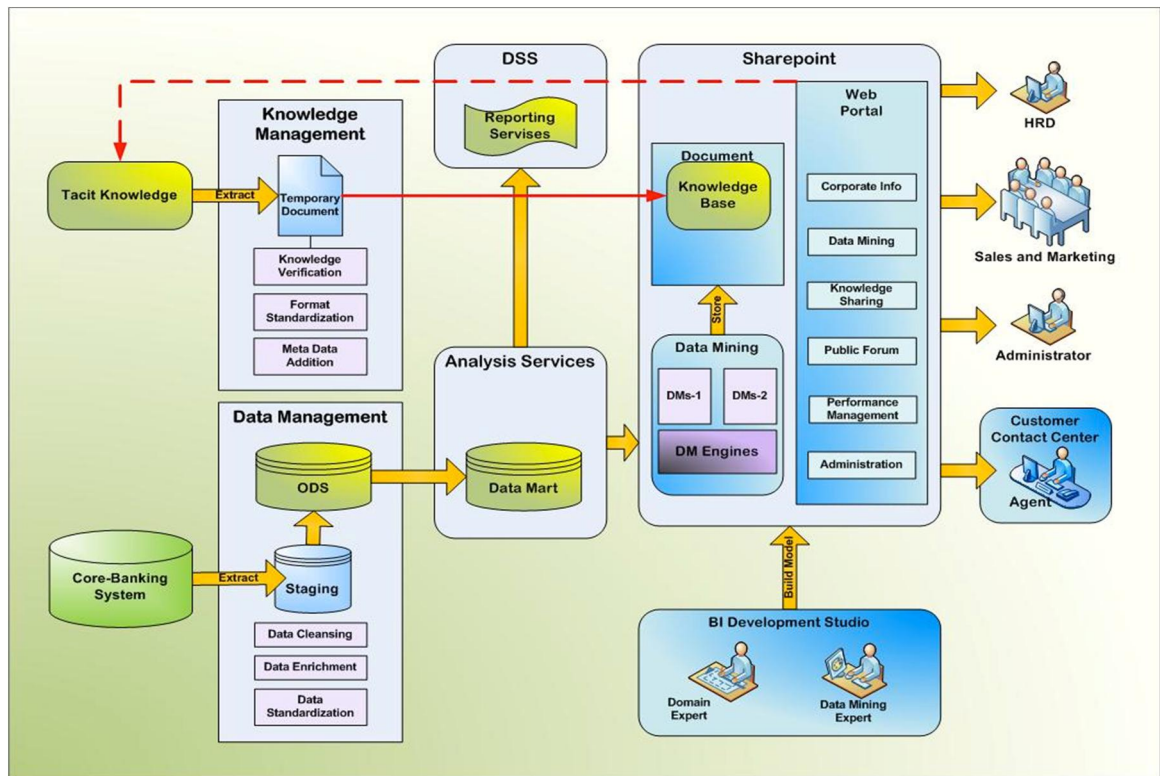 DSS
Reporting
Servises
Sharepoint
Web
Portal
Corporate Info
Data Mining
Knowledge
Sharing
Public Forum
Performance
Management
Administration
Document
Knowledge
Base
Store
Data Mining
DMs-1
DMs-2
DM Engines
HRD
Sales and Marketing
Administrator
Customer
Contact Center
Agent
Knowledge
Management
Tacit Knowledge
Extract
Temporary
Document
Knowledge
Verification
Format
Standardization
Meta Data
Addition
Analysis Services
Data Mart
Data Management
ODS
Core-Banking
System
Extract
Staging
Data Cleansing
Data Enrichment
Data
Standardization
Build Model
BI Development Studio
Domain
Expert
Data Mining
Expert